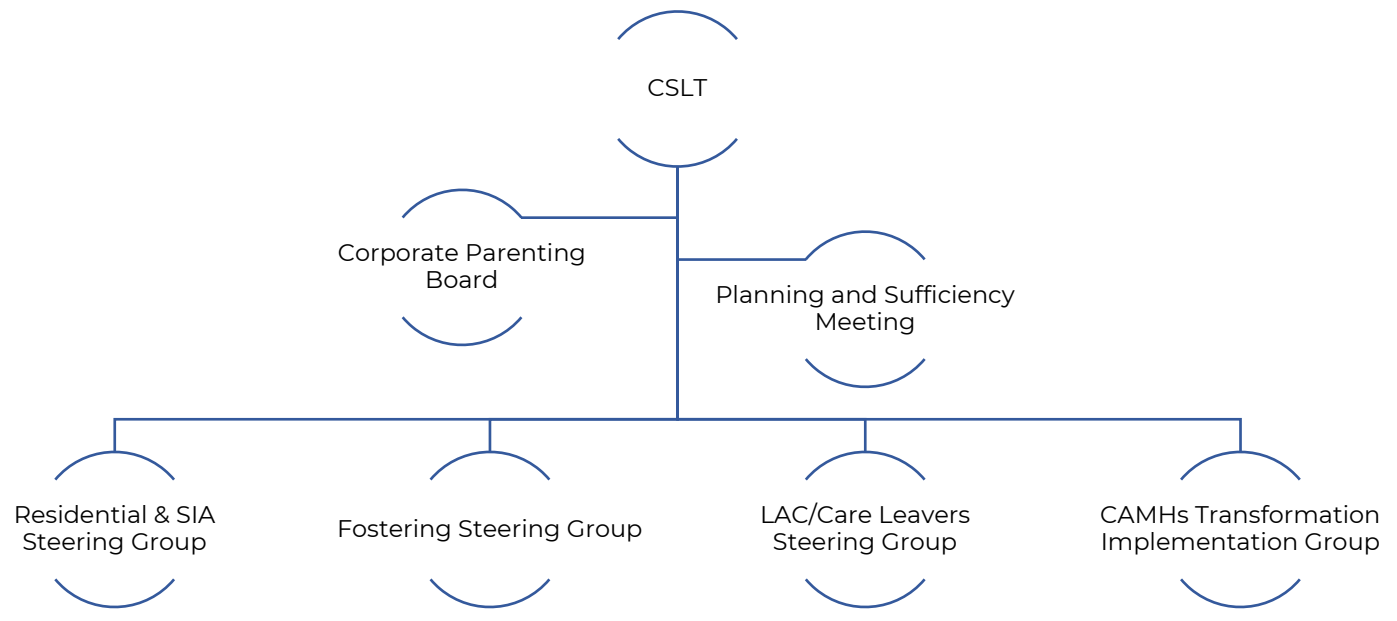 CSLT
Corporate Parenting
Board
Planning and Sufficiency
Meeting
Residential & SIA
Steering Group
Fostering Steering Group
LAC/Care Leavers
Steering Group
CAMHs Transformation
Implementation Group